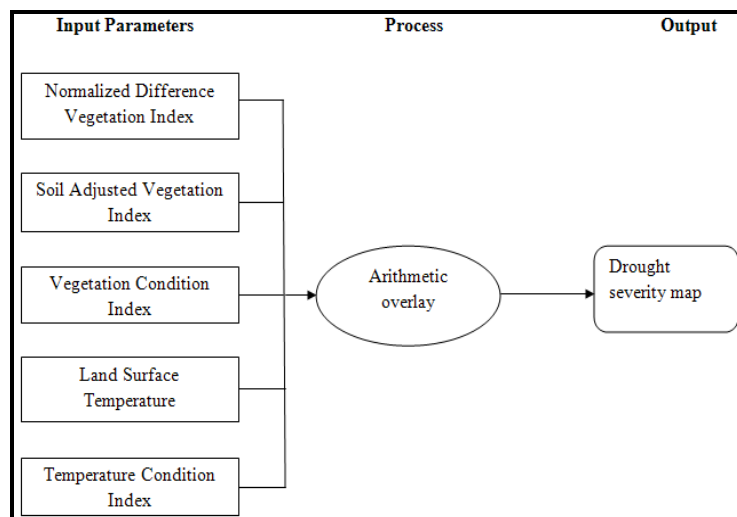 Input Parameters
Process
Output
Normalized Difference
Vegetation Index
Soil Adjusted Vegetation
Index
Vegetation Condition
Index
Land Surface
Temperature
Temperature Condition
Index
Arithmetic
overlay
Drought
severity map